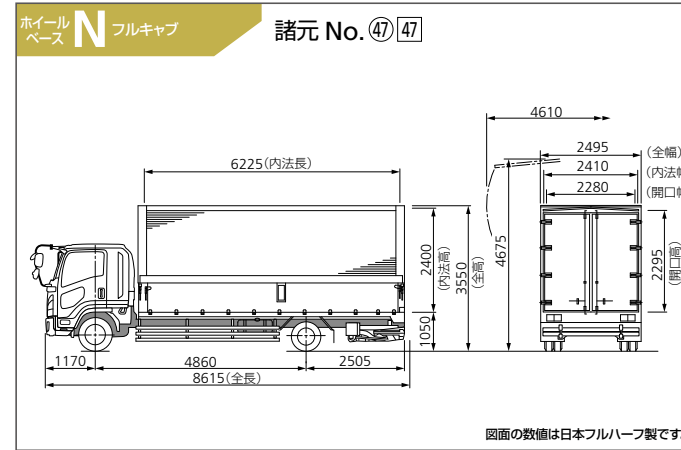 ホイールベース N フルキャブ
諸元 No. ㊼ 47
4610
2495 (全幅)
6225(内法長)
2410 (内法幅
2280 (開口幅
4675
2400 (内法高)
3550 (全高)
2295 (開口高)
1050
1170
4860
2505
8615(全長)
図面の数値は日本フルハーフ製です